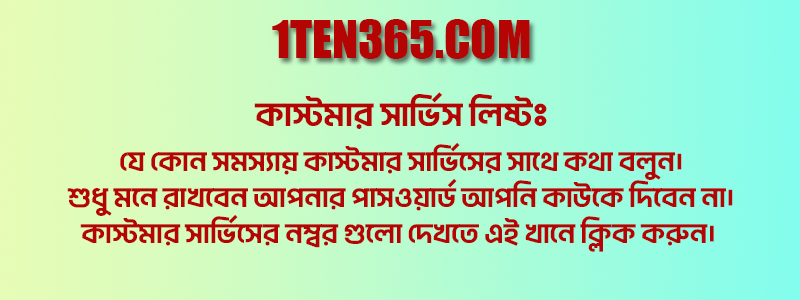 1TEN365.COM
কাস্টমার সার্ভিস লিষ্টঃ
যে কোন সমস্যায় কাস্টমার সার্ভিসের সাথে কথা বলুন।
শুধু মনে রাখবেন আপনার পাসওয়ার্ড আপনি কাউকে দিবেন না।
কাস্টমার সার্ভিসের নম্বর গুলো দেখতে এই খানে ক্লিক করুন।